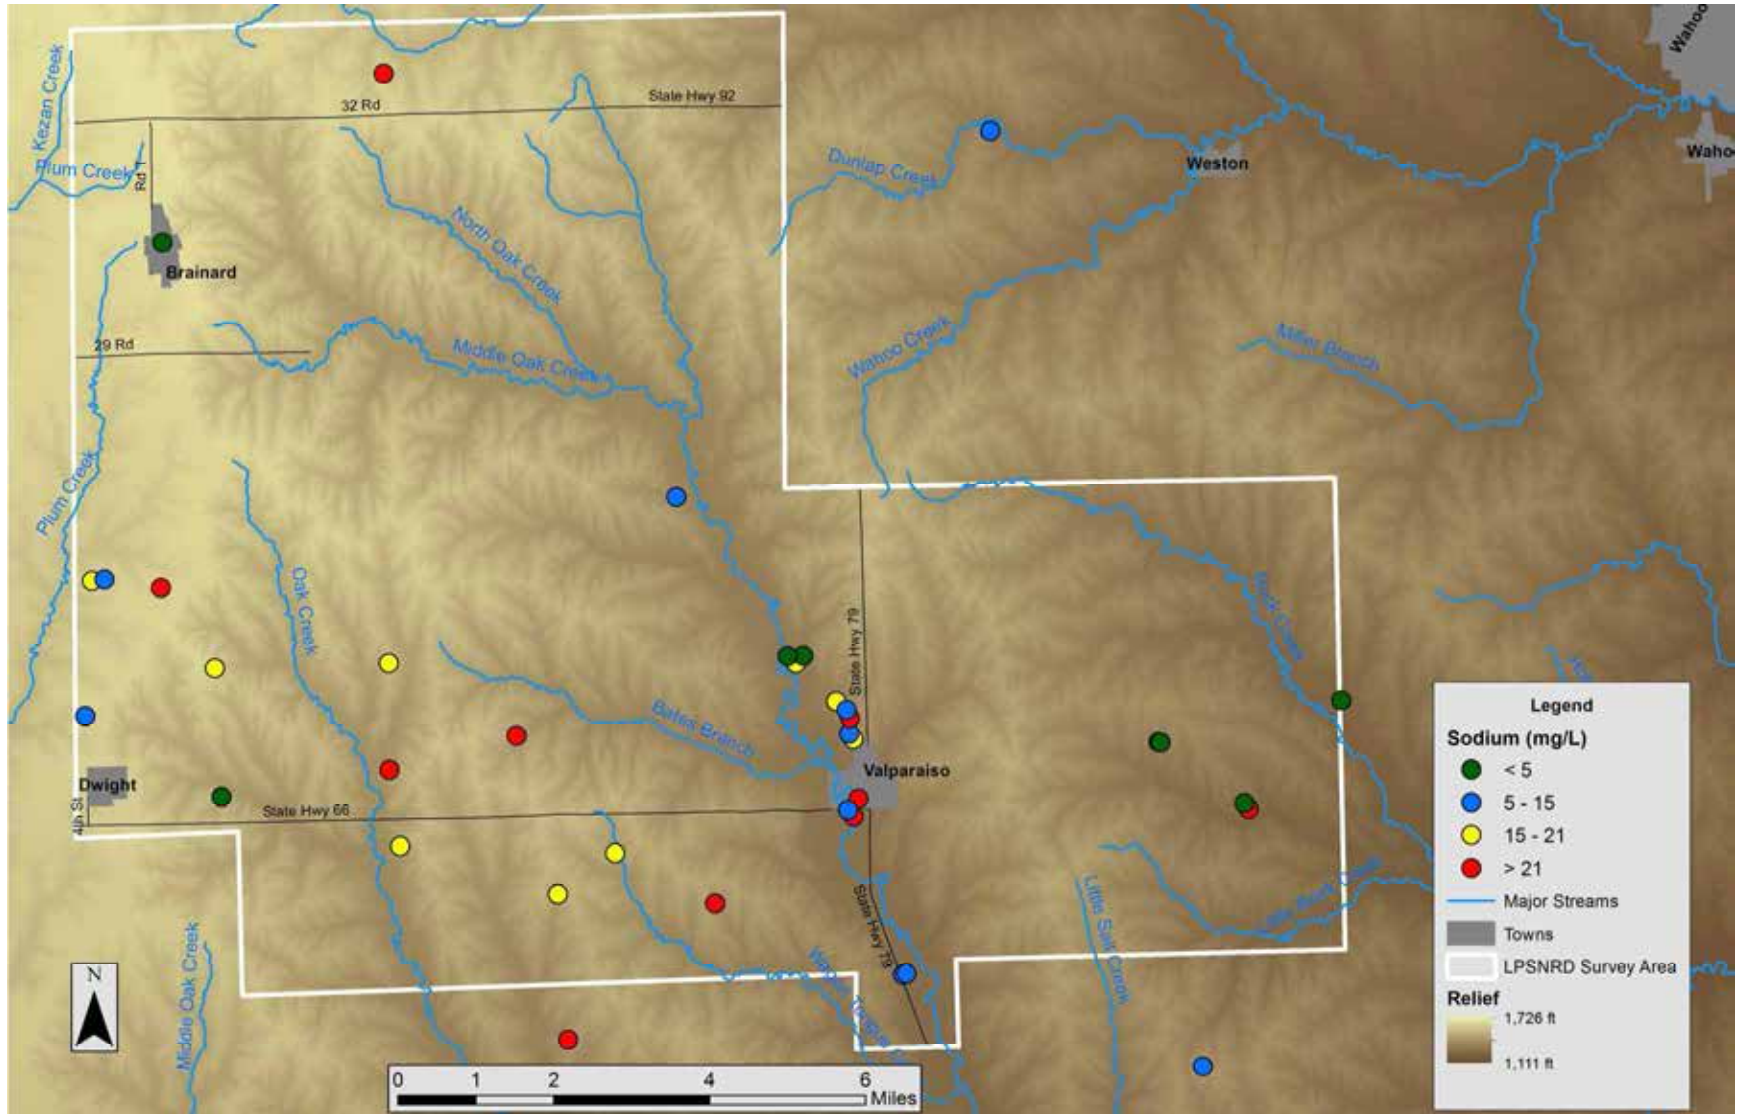 Wahoo
Kezan Creek
32 Rd
State Hwy 92
Plum Creek
Rd L
Dunlap Creek
Weston
North Oak Creek
Brainard
Wahoo Creek
Miller Branch
29 Rd
Middle Oak Creek
Plum Creek
Oak Creek
Rock Creek
State Hwy 79
Bates Branch
Valparaiso
Dwight
4th St
State Hwy 66
Little Salt Creek
State Hwy 79
Middle Oak Creek
N
0 1 2 4 6
Miles
Legend
Sodium (mg/L)
< 5
5 - 15
15 - 21
> 21
Major Streams
Towns
LPSNRD Survey Area
Relief
1,726 ft
1,111 ft